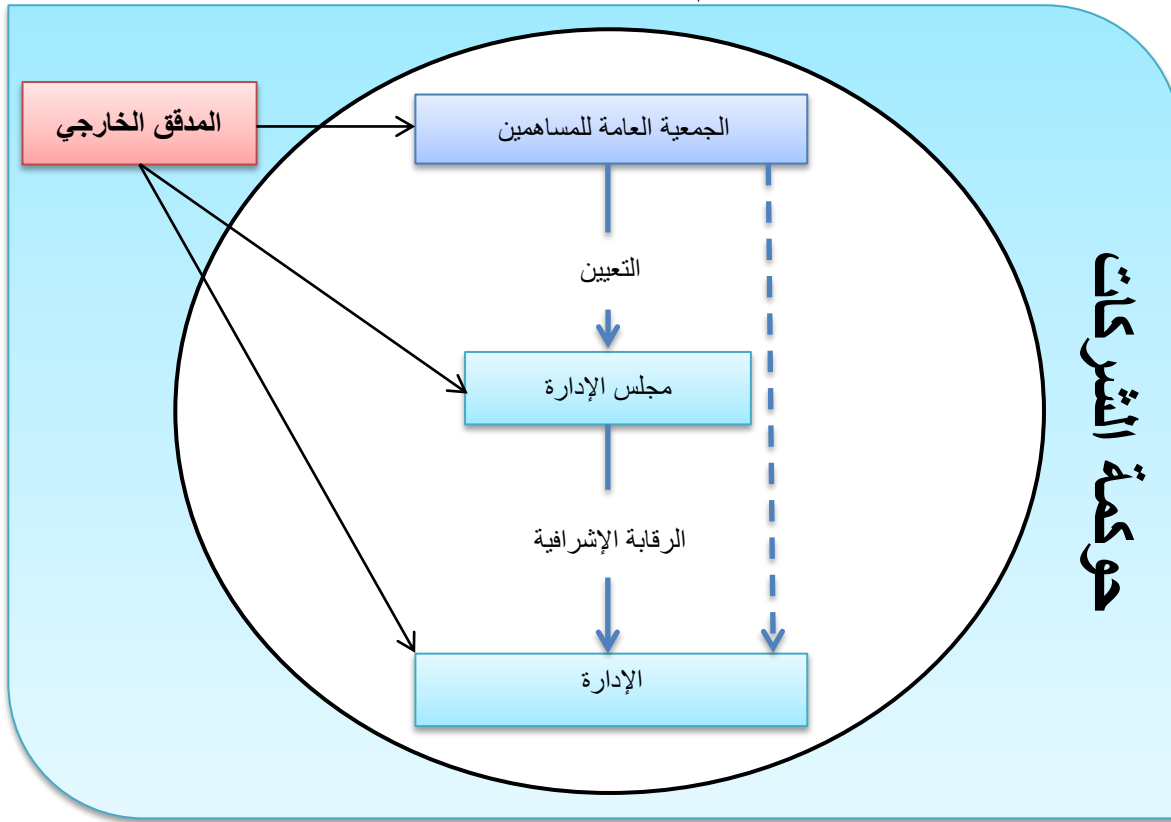 حوكمة الشركات
المدقق الخارجي
الجمعية العامة للمساهمين
التعيين
مجلس الإدارة
الرقابة الإشرافية
الإدارة